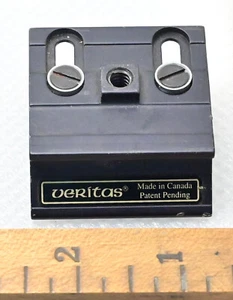 veritas®
Made in Canada
Patent Pending
2
1